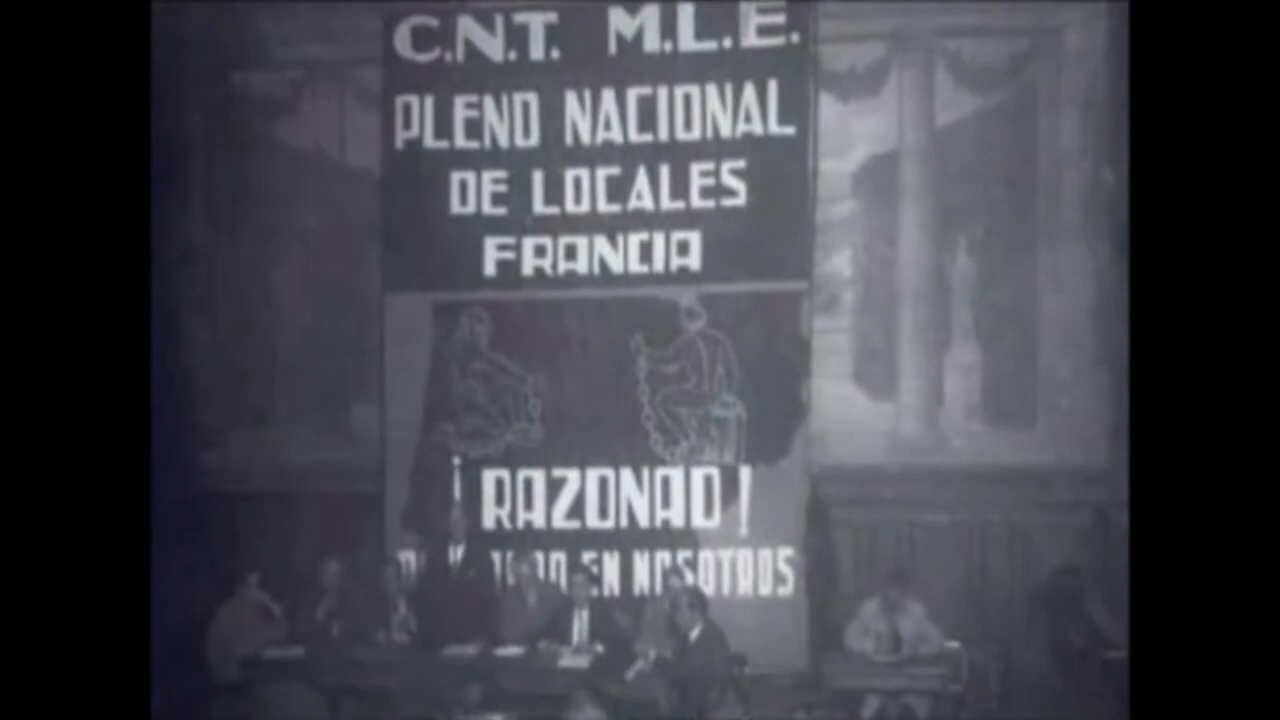 C.N.T. M.L.E.
PLENO NACIONAL
DE LOCALES
FRANCIA
¡RAZONAD!
EN NOSOTROS